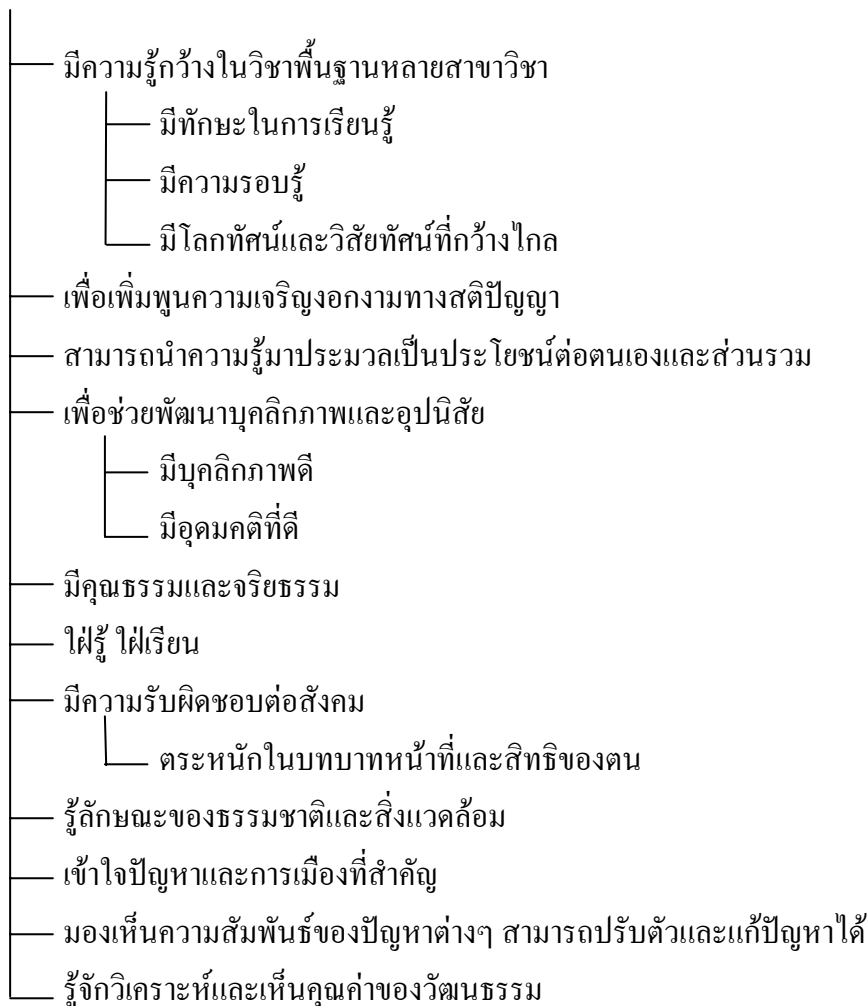 มีความรู้กว้างในวิชาพื้นฐานหลายสาขาวิชา
มีทักษะในการเรียนรู้
มีความรอบรู้
มีโลกทัศน์และวิสัยทัศน์ที่กว้างไกล
เพื่อเพิ่มพูนความเจริญงอกงามทางสติปัญญา
สามารถนำความรู้มาประมวลเป็นประโยชน์ต่อตนเองและส่วนรวม
เพื่อช่วยพัฒนาบุคลิกภาพและอุปนิสัย
มีบุคลิกภาพดี
มีอุดมคติที่ดี
มีคุณธรรมและจริยธรรม
ใฝ่รู้ ใฝ่เรียน
มีความรับผิดชอบต่อสังคม
ตระหนักในบทบาทหน้าที่และสิทธิของตน
รู้ลักษณะของธรรมชาติและสิ่งแวดล้อม
เข้าใจปัญหาและการเมืองที่สำคัญ
มองเห็นความสัมพันธ์ของปัญหาต่างๆ สามารถปรับตัวและแก้ปัญหาได้
รู้จักวิเคราะห์และเห็นคุณค่าของวัฒนธรรม